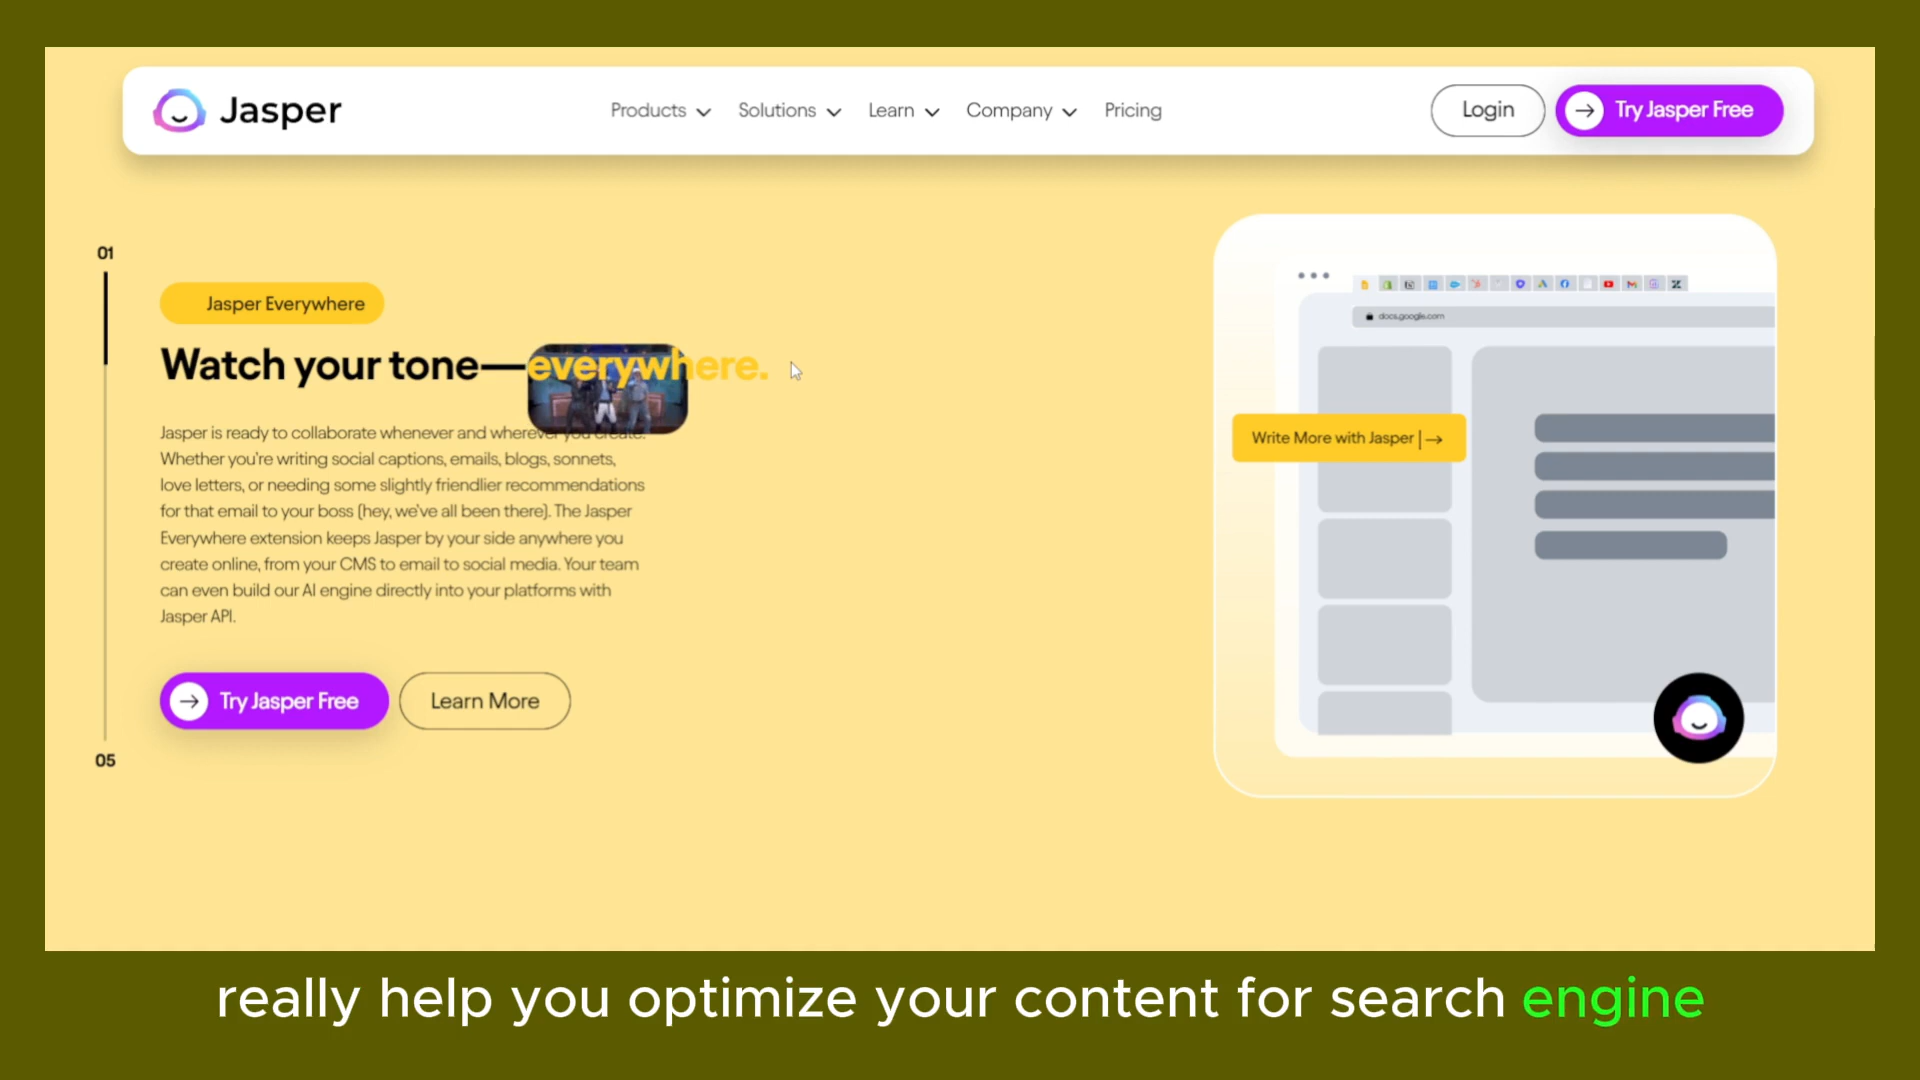 Jasper
Products
Solutions
Learn
Company
Pricing
Login
Try Jasper Free
01
Jasper Everywhere
Watch your tone—everywhere.
Jasper is ready to collaborate whenever and wherever you create.
Whether you're writing social captions, emails, blogs, sonnets,
love letters, or needing some slightly friendlier recommendations
for that email to your boss (hey, we've all been there). The Jasper
Everywhere extension keeps Jasper by your side anywhere you
create online, from your CMS to email to social media. Your team
can even build our AI engine directly into your platforms with
Jasper API.
Try Jasper Free
Learn More
05
docs.google.com
Write More with Jasper
really help you optimize your content for search engine